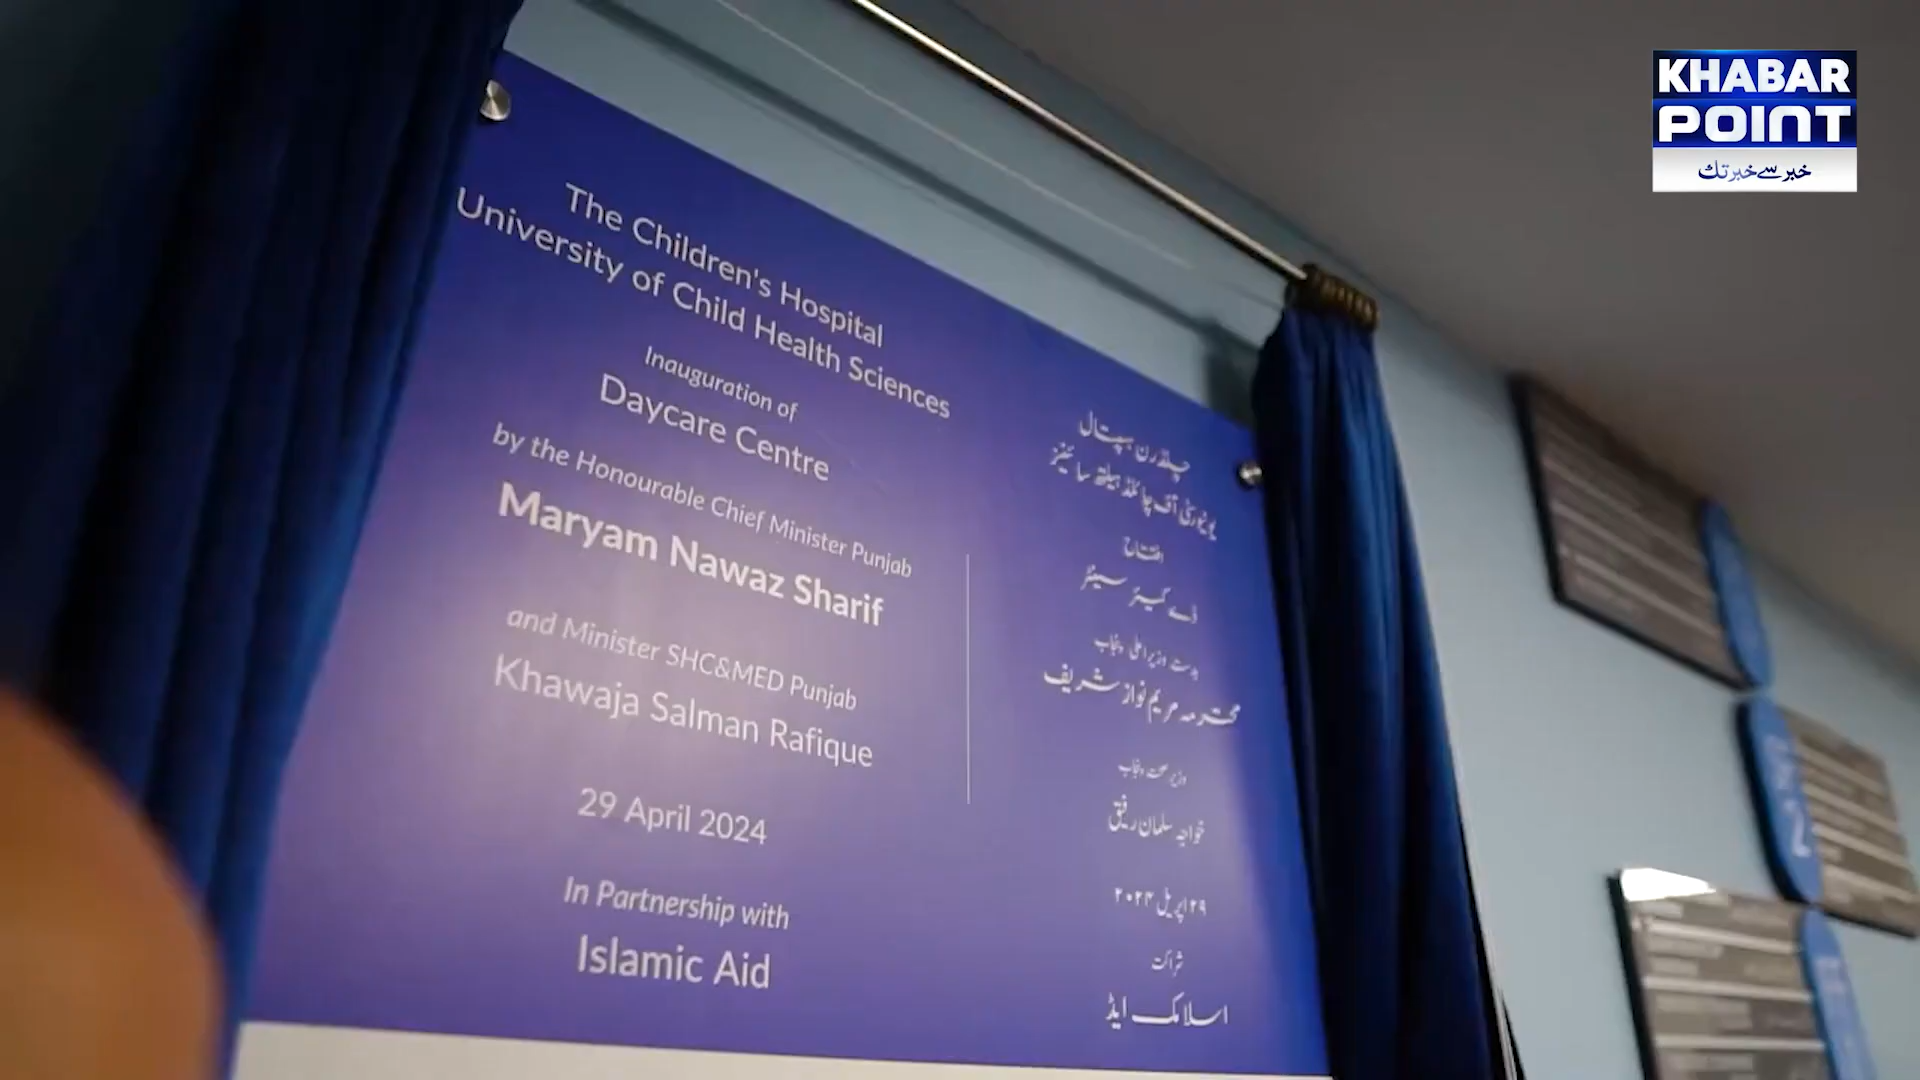 The Children's Hospital
University of Child Health Sciences
Inauguration of
Daycare Centre
by the Honourable Chief Minister Punjab
Maryam Nawaz Sharif
and Minister SHC&MED Punjab
Khawaja Salman Rafique
29 April 2024
In Partnership with
Islamic Aid
چلڈرن ہسپتال
یونیورسٹی آف چائلڈ ہیلتھ سائنسز
افتتاح
ڈے کیئر سینٹر
بدست وزیراعلیٰ پنجاب
محترمہ مریم نواز شریف
وزیر صحت پنجاب
خواجہ سلمان رفیق
۲۹ اپریل ۲۰۲۴
شراکت
اسلامک ایڈ
KHABAR
POINT
خبر سے خبر تک